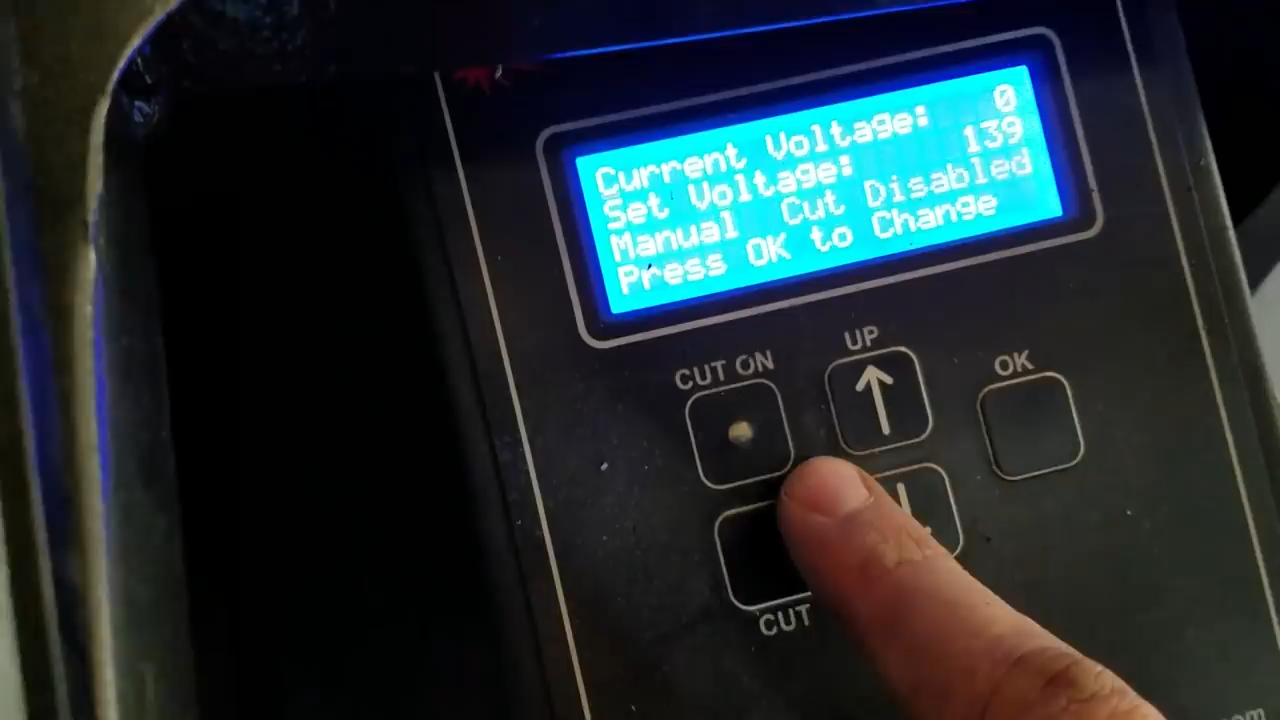 Current Voltage: 0
Set Voltage: 139
Manual Cut Disabled
Press OK to Change
CUT ON
UP
OK
CUT